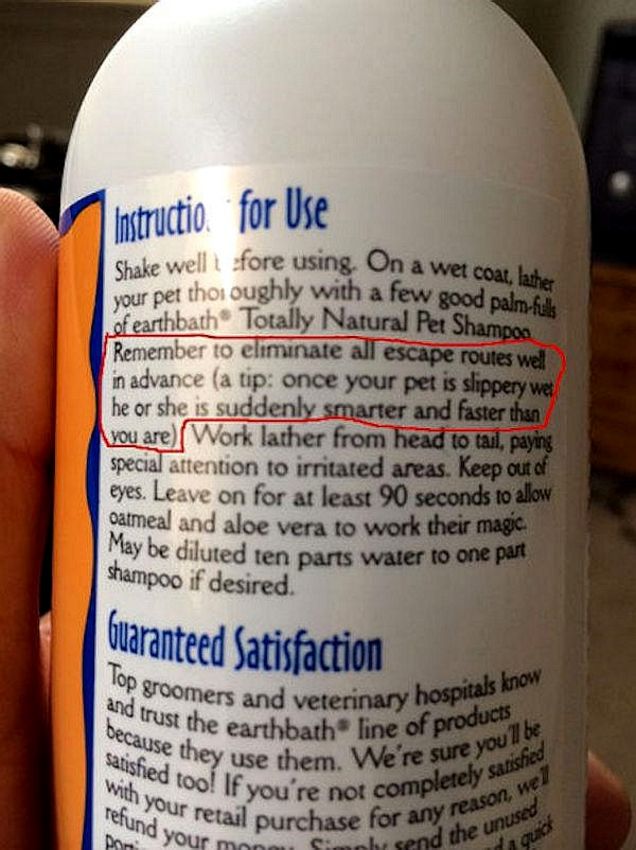 Instructio for Use
Shake well before using. On a wet coat, lather
your pet thoroughly with a few good palm-fulls
of earthbath® Totally Natural Pet Shampoo
Remember to eliminate all escape routes well
in advance (a tip: once your pet is slippery wet
he or she is suddenly smarter and faster than
you are) Work lather from head to tail, paying
special attention to irritated areas. Keep out of
eyes. Leave on for at least 90 seconds to allow
oatmeal and aloe vera to work their magic.
May be diluted ten parts water to one part
shampoo if desired.
Guaranteed Satisfaction
Top groomers and veterinary hospitals know
and trust the earthbath® line of products
because they use them. We're sure you'll be
satisfied too! If you're not completely satisfied
with your retail purchase for any reason, we'll
refund your money. Simply send the unused
a quick